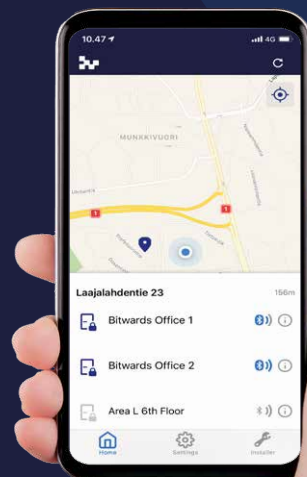 10.47
4G
MUNKKIVUORI
1
1
Laajalahdentie 23
156m
Bitwards Office 1
Bitwards Office 2
Area L 6th Floor
Home
Settings
Installer